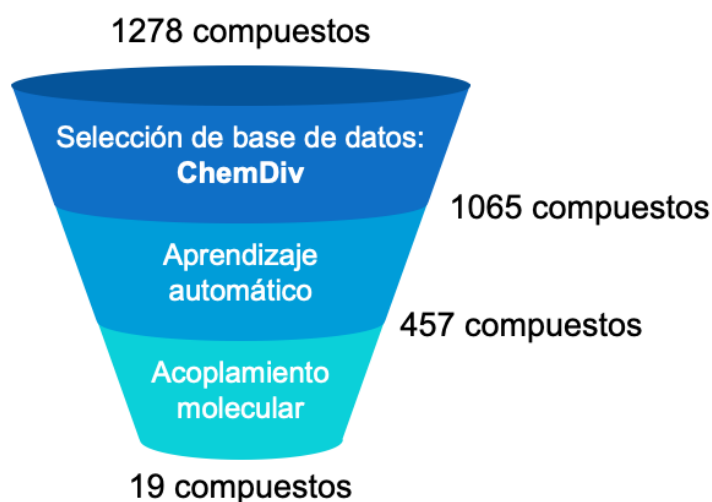 1278 compuestos
Selección de base de datos:
ChemDiv
1065 compuestos
Aprendizaje
automático
457 compuestos
Acoplamiento
molecular
19 compuestos